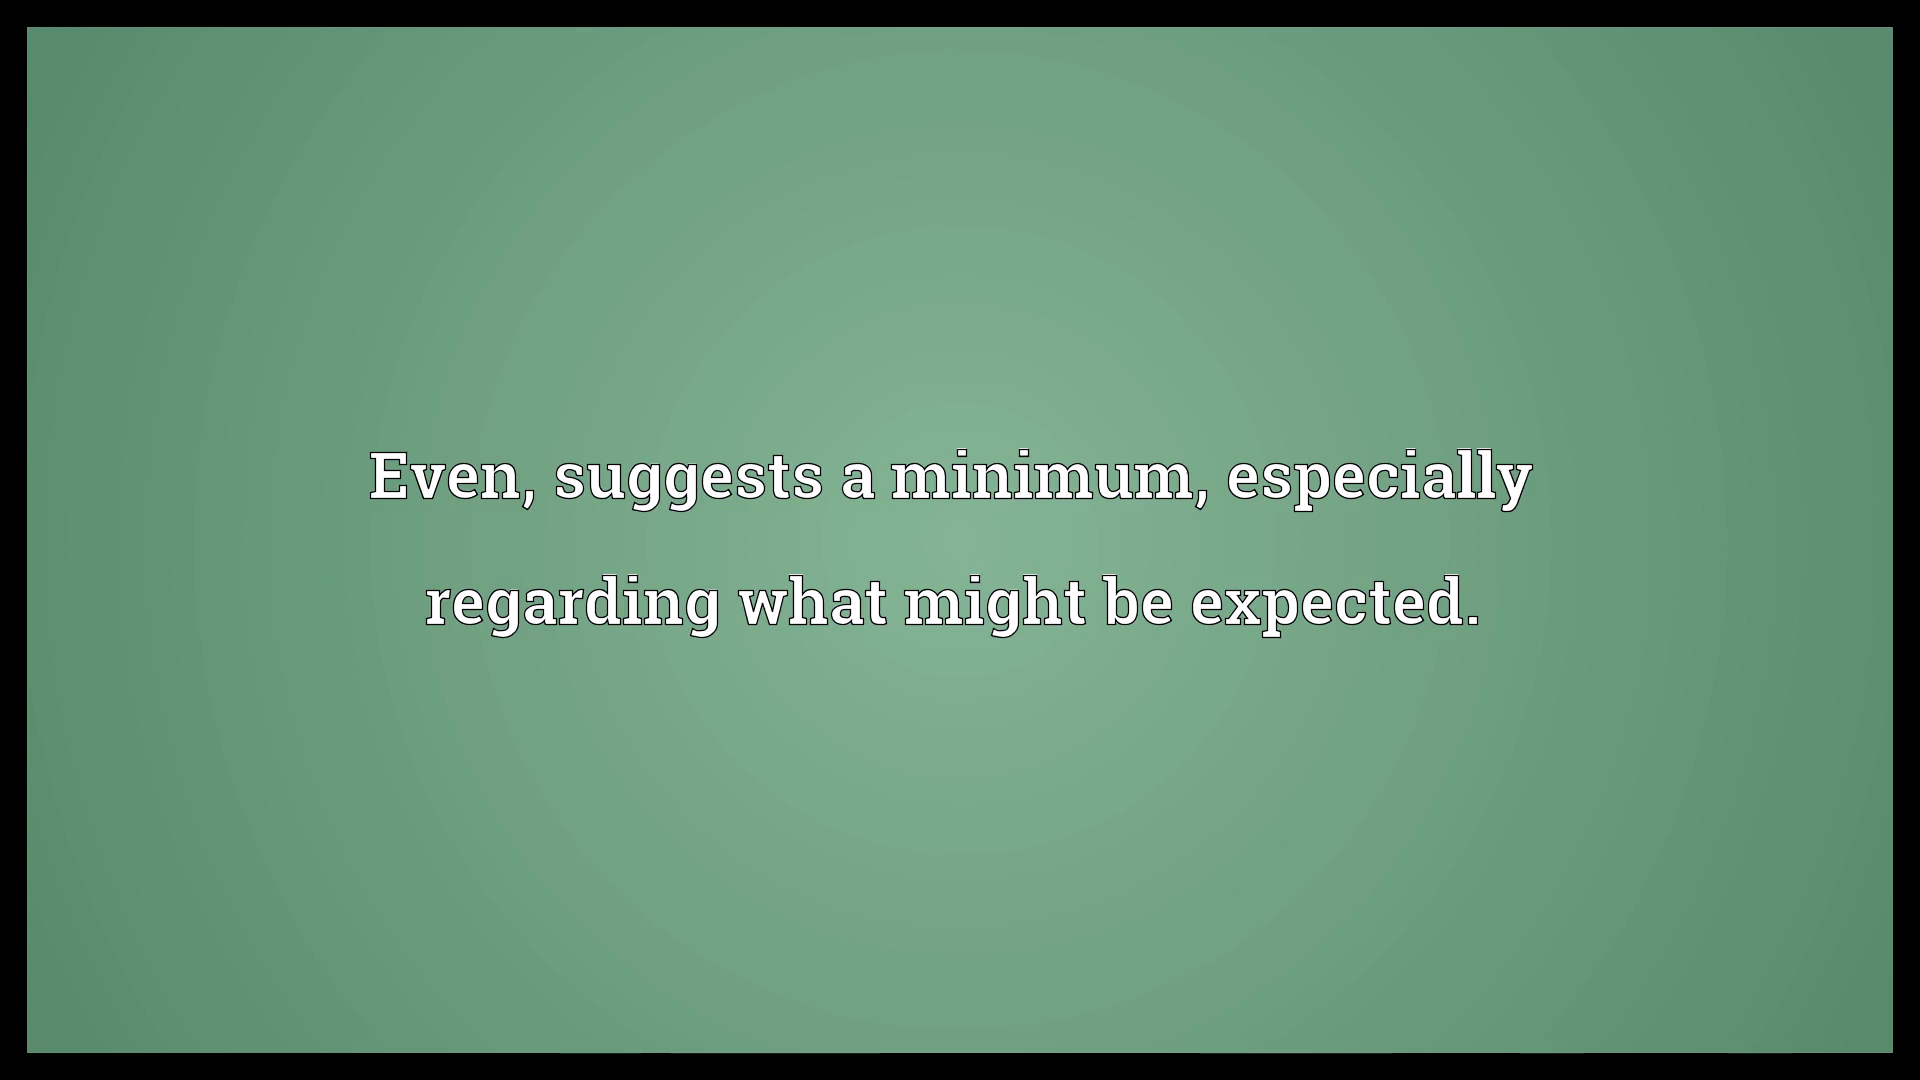 Even, suggests a minimum, especially
regarding what might be expected.